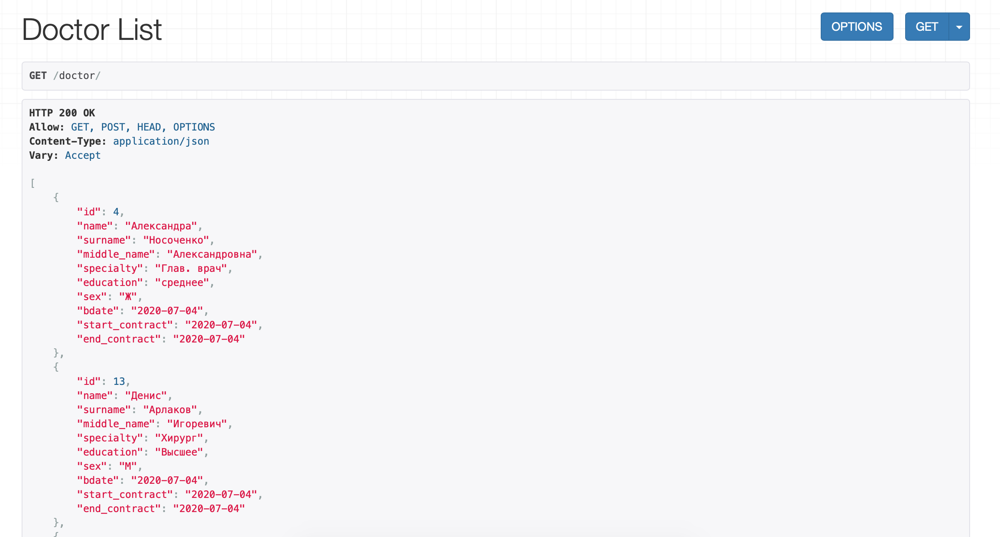 Doctor List
OPTIONS
GET
GET /doctor/
HTTP 200 OK
Allow: GET, POST, HEAD, OPTIONS
Content-Type: application/json
Vary: Accept
[
    {
        "id": 4,
        "name": "Александра",
        "surname": "Носоченко",
        "middle_name": "Александровна",
        "specialty": "Глав. врач",
        "education": "среднее",
        "sex": "Ж",
        "bdate": "2020-07-04",
        "start_contract": "2020-07-04",
        "end_contract": "2020-07-04"
    },
    {
        "id": 13,
        "name": "Денис",
        "surname": "Арлаков",
        "middle_name": "Игоревич",
        "specialty": "Хирург",
        "education": "Высшее",
        "sex": "М",
        "bdate": "2020-07-04",
        "start_contract": "2020-07-04",
        "end_contract": "2020-07-04"
    },
    {